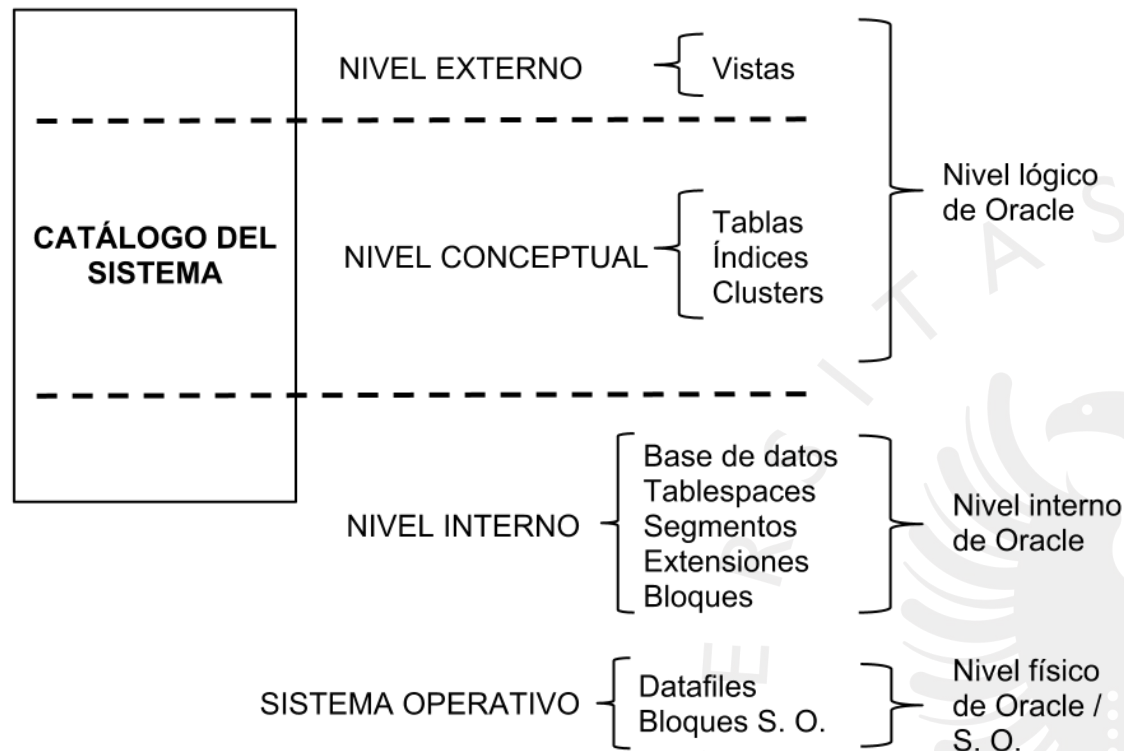 NIVEL EXTERNO
Vistas
CATÁLOGO DEL
SISTEMA
NIVEL CONCEPTUAL
Tablas
Índices
Clusters
Nivel lógico
de Oracle
NIVEL INTERNO
Base de datos
Tablespaces
Segmentos
Extensiones
Bloques
Nivel interno
de Oracle
SISTEMA OPERATIVO
Datafiles
Bloques S. O.
Nivel físico
de Oracle /
S. O.
E R S I T A S